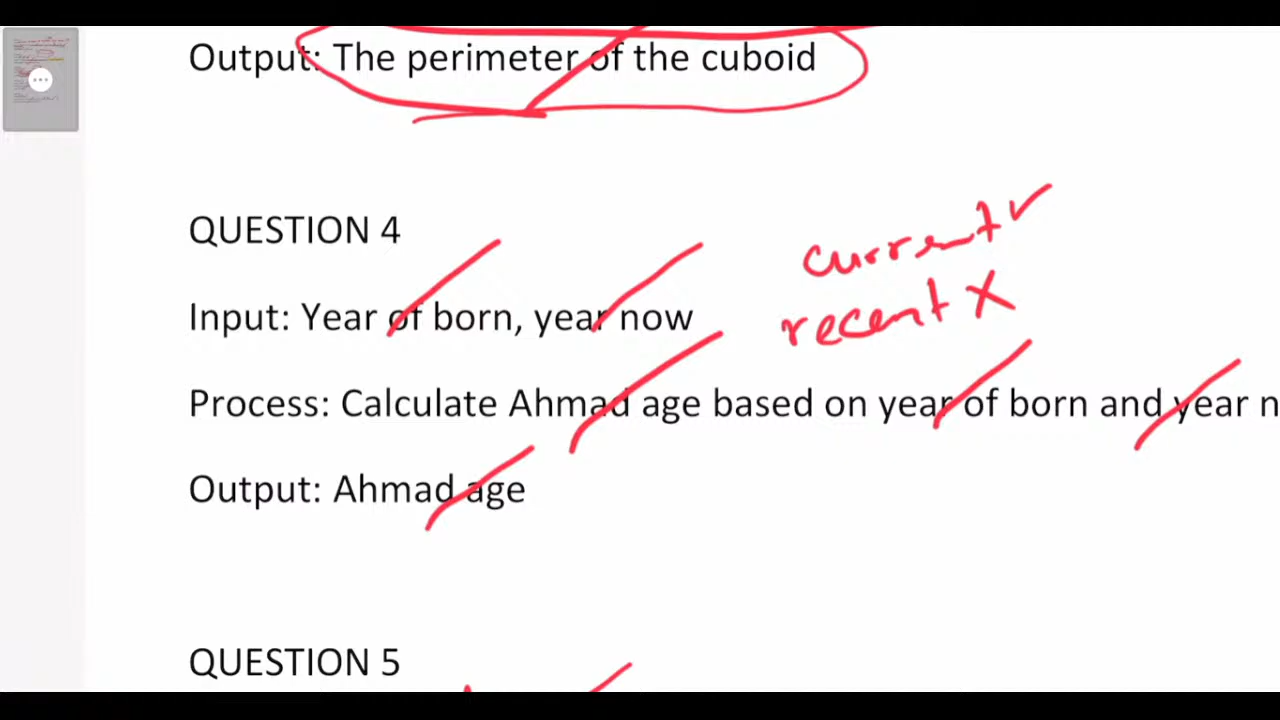 Output: The perimeter of the cuboid
QUESTION 4
current
Input: Year of born, year now
recent X
Process: Calculate Ahmad age based on year of born and year n
Output: Ahmad age
QUESTION 5